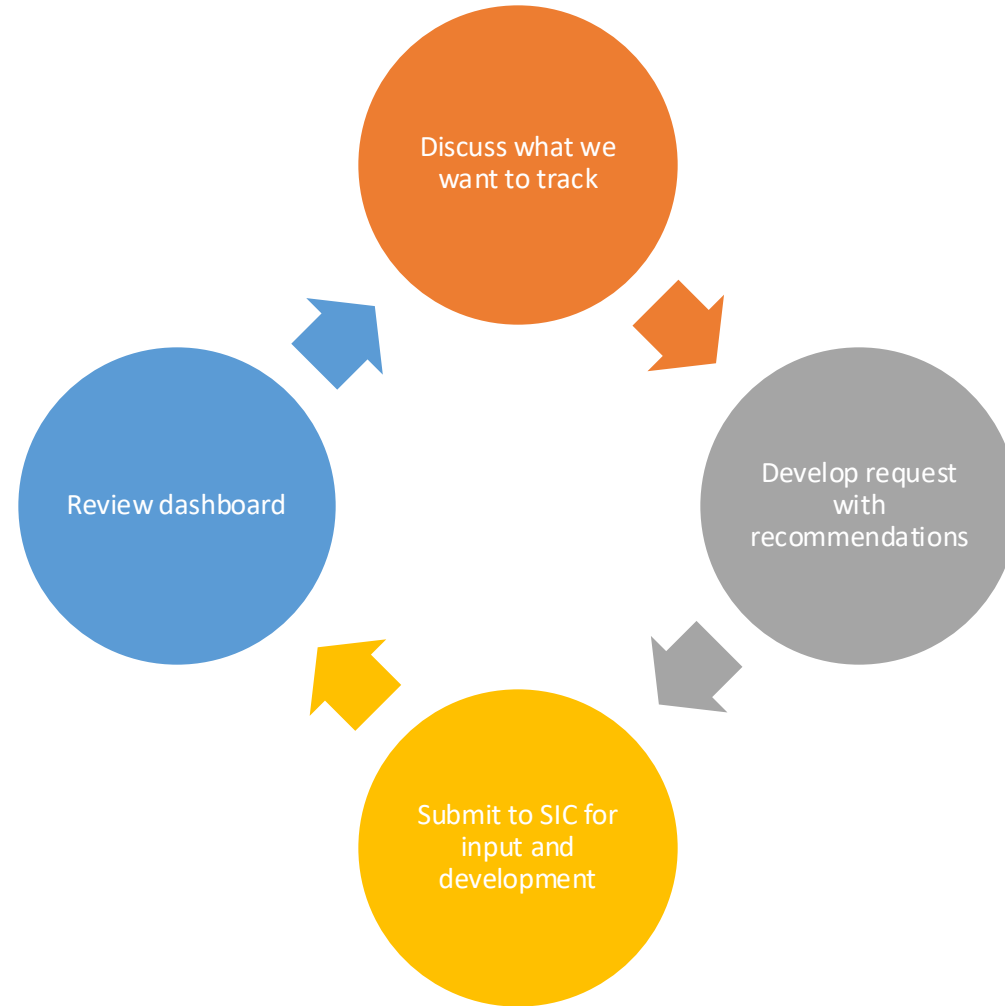 Discuss what we
want to track
Develop request
with
recommendations
Submit to SIC for
input and
development
Review dashboard